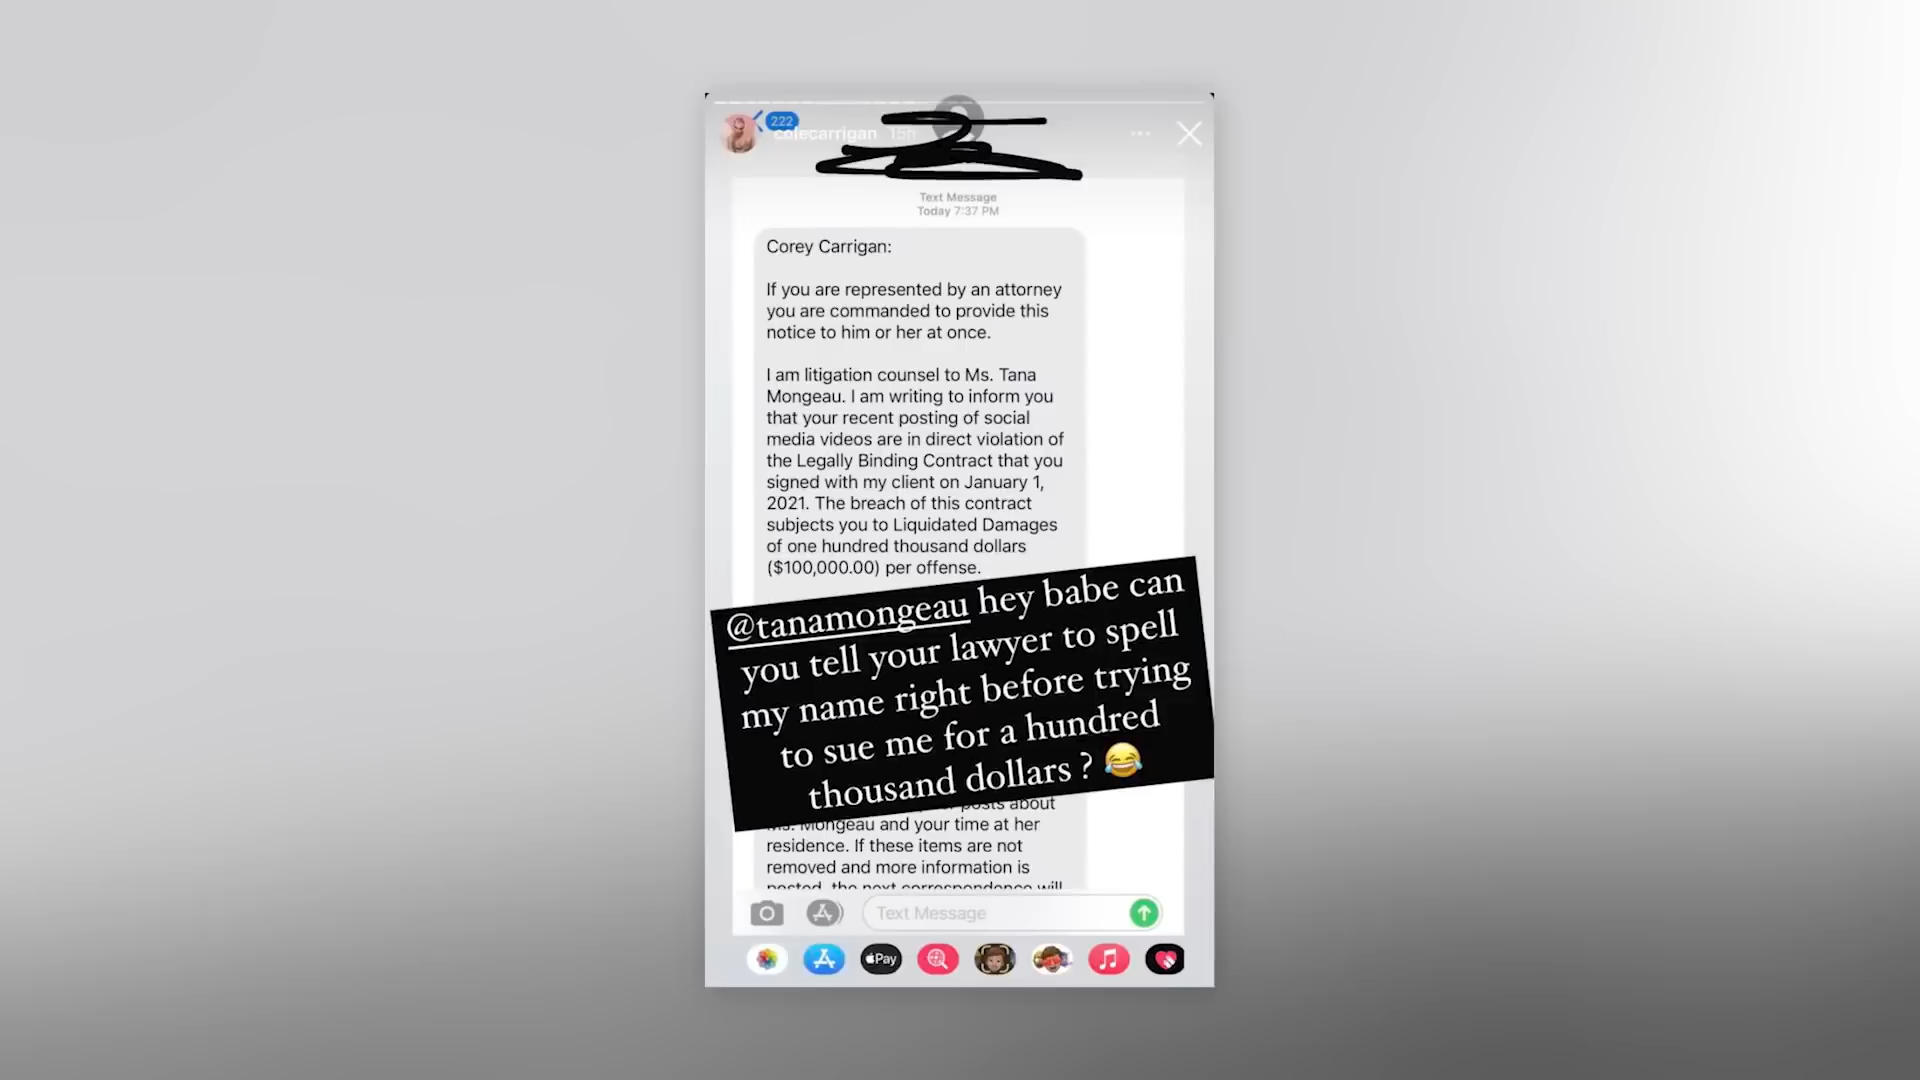 222
colecarrigan 15h
Text Message
Today 7:37 PM
Corey Carrigan:
If you are represented by an attorney
you are commanded to provide this
notice to him or her at once.
I am litigation counsel to Ms. Tana
Mongeau. I am writing to inform you
that your recent posting of social
media videos are in direct violation of
the Legally Binding Contract that you
signed with my client on January 1,
2021. The breach of this contract
subjects you to Liquidated Damages
of one hundred thousand dollars
($100,000.00) per offense.
@tanamongeau hey babe can
you tell your lawyer to spell
my name right before trying
to sue me for a hundred
thousand dollars ? 😂
posts about
Ms. Mongeau and your time at her
residence. If these items are not
removed and more information is
posted, the next correspondence will
Text Message
Pay